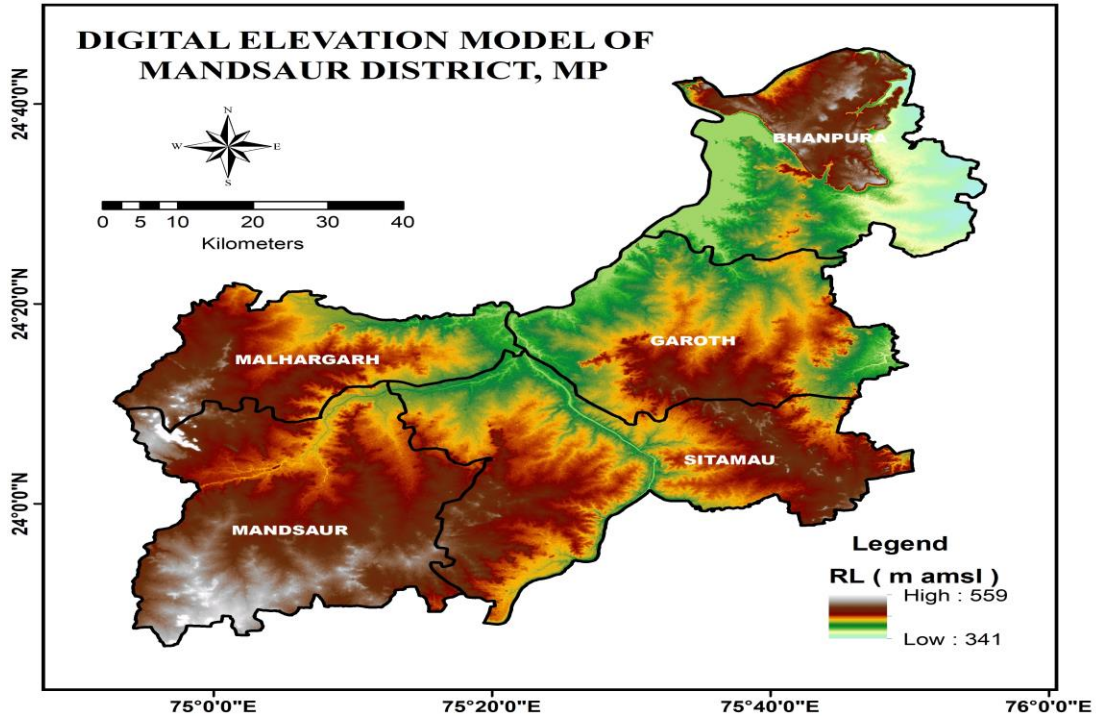 DIGITAL ELEVATION MODEL OF
MANDSAUR DISTRICT, MP
N
W E
S
0 5 10 20 30 40
Kilometers
24°40'0"N
24°20'0"N
24°0'0"N
BHANPURA
GAROTH
MALHARGARH
SITAMAU
MANDSAUR
Legend
RL ( m amsl )
High : 559
Low : 341
75°0'0"E 75°20'0"E 75°40'0"E 76°0'0"E